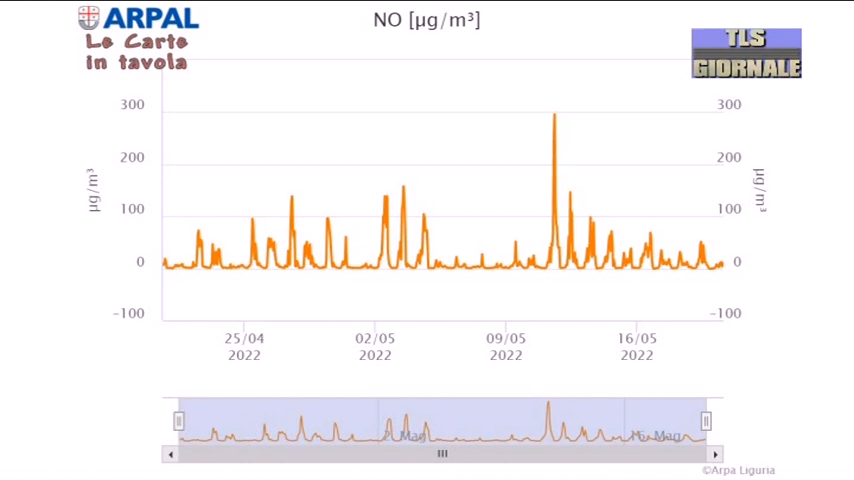 ARPAL
Le Carte
in tavola
NO [µg/m³]
TLS
GIORNALE
300
200
100
0
-100
µg/m³
300
200
100
0
-100
µg/m³
25/04
2022
02/05
2022
09/05
2022
16/05
2022
2. Mag
16. Mag
©Arpa Liguria